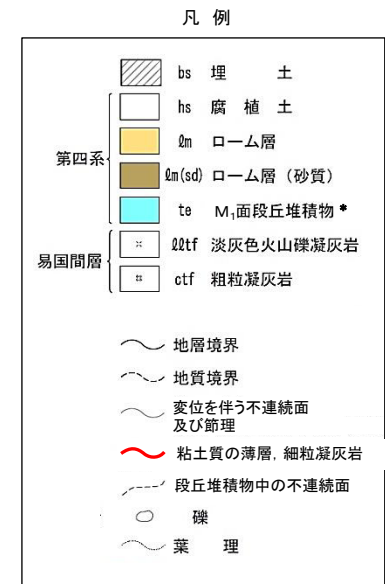 凡 例
bs 埋 土
hs 腐 植 土
第四系
ℓm ローム層
ℓm(sd) ローム層 (砂質)
te M₁面段丘堆積物*
易国間層
ℓℓtf 淡灰色火山礫凝灰岩
ctf 粗粒凝灰岩
地層境界
地質境界
変位を伴う不連続面
及び節理
粘土質の薄層, 細粒凝灰岩
段丘堆積物中の不連続面
礫
葉 理